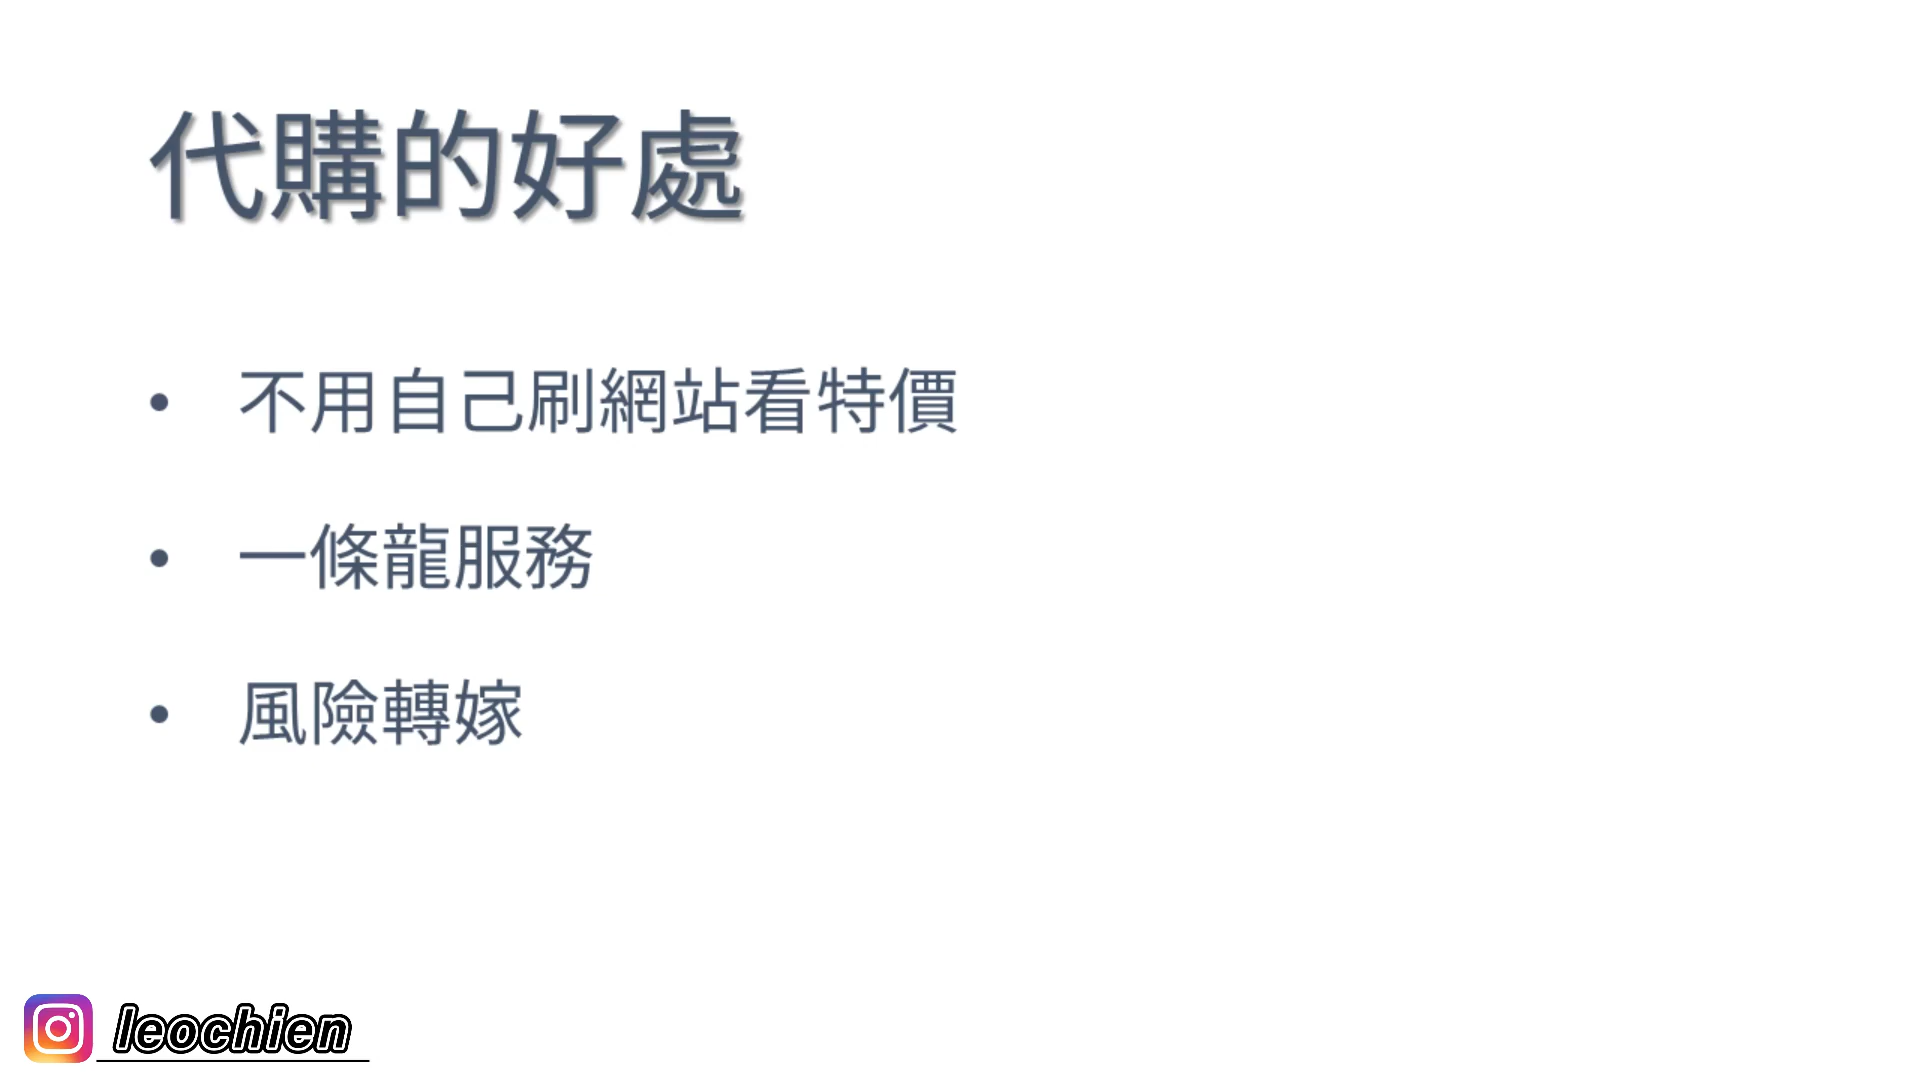 代購的好處
• 不用自己刷網站看特價
• 一條龍服務
• 風險轉嫁
leochien